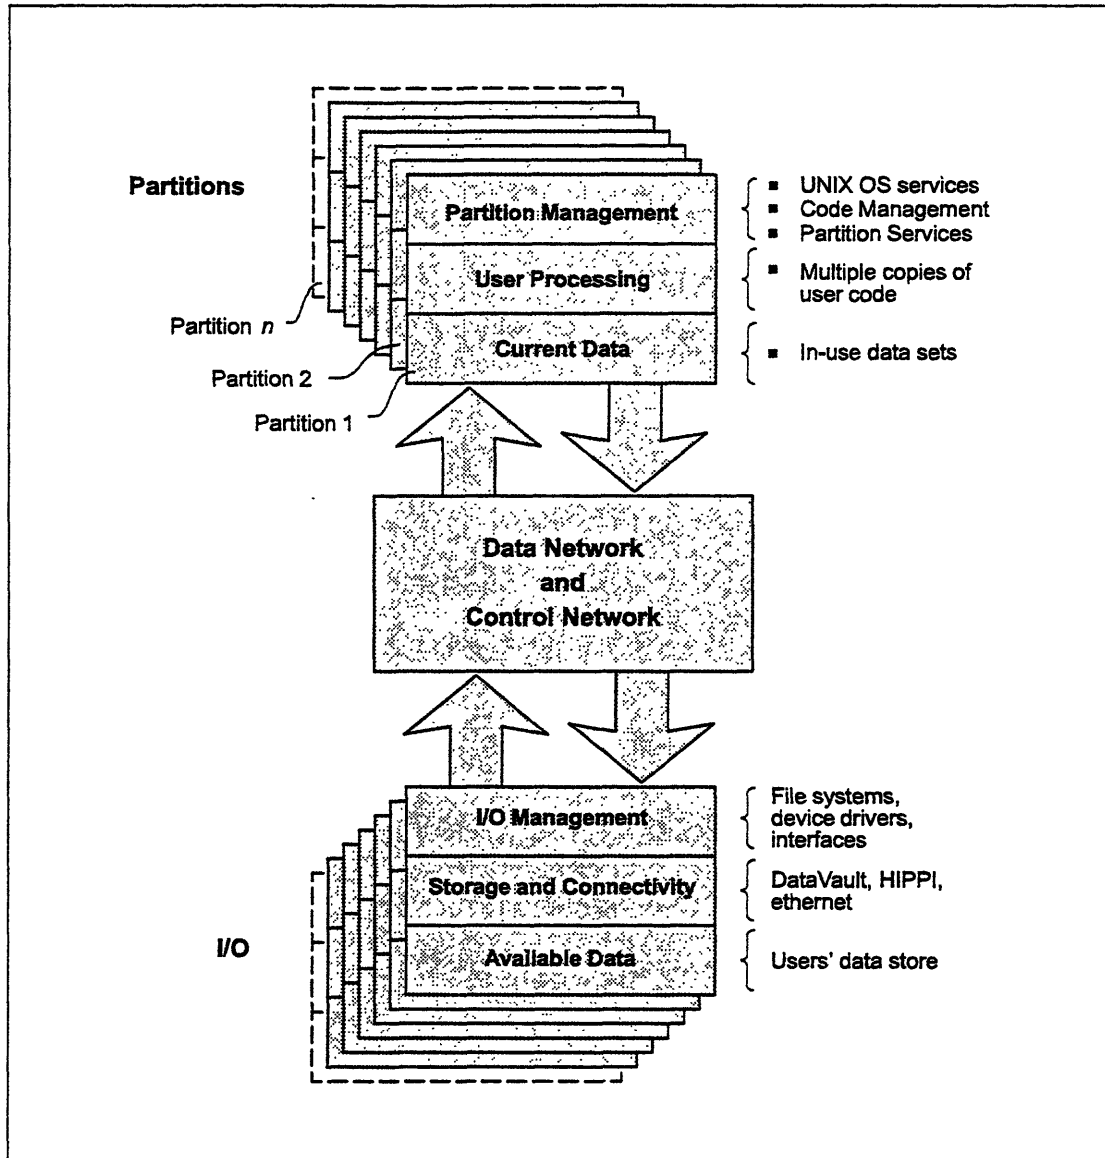 Partitions
Partition Management
▪ UNIX OS services
▪ Code Management
▪ Partition Services
User Processing
▪ Multiple copies of
user code
Current Data
▪ In-use data sets
Partition n
Partition 2
Partition 1
Data Network
and
Control Network
I/O
I/O Management
File systems,
device drivers,
interfaces
Storage and Connectivity
DataVault, HIPPI,
ethernet
Available Data
Users' data store